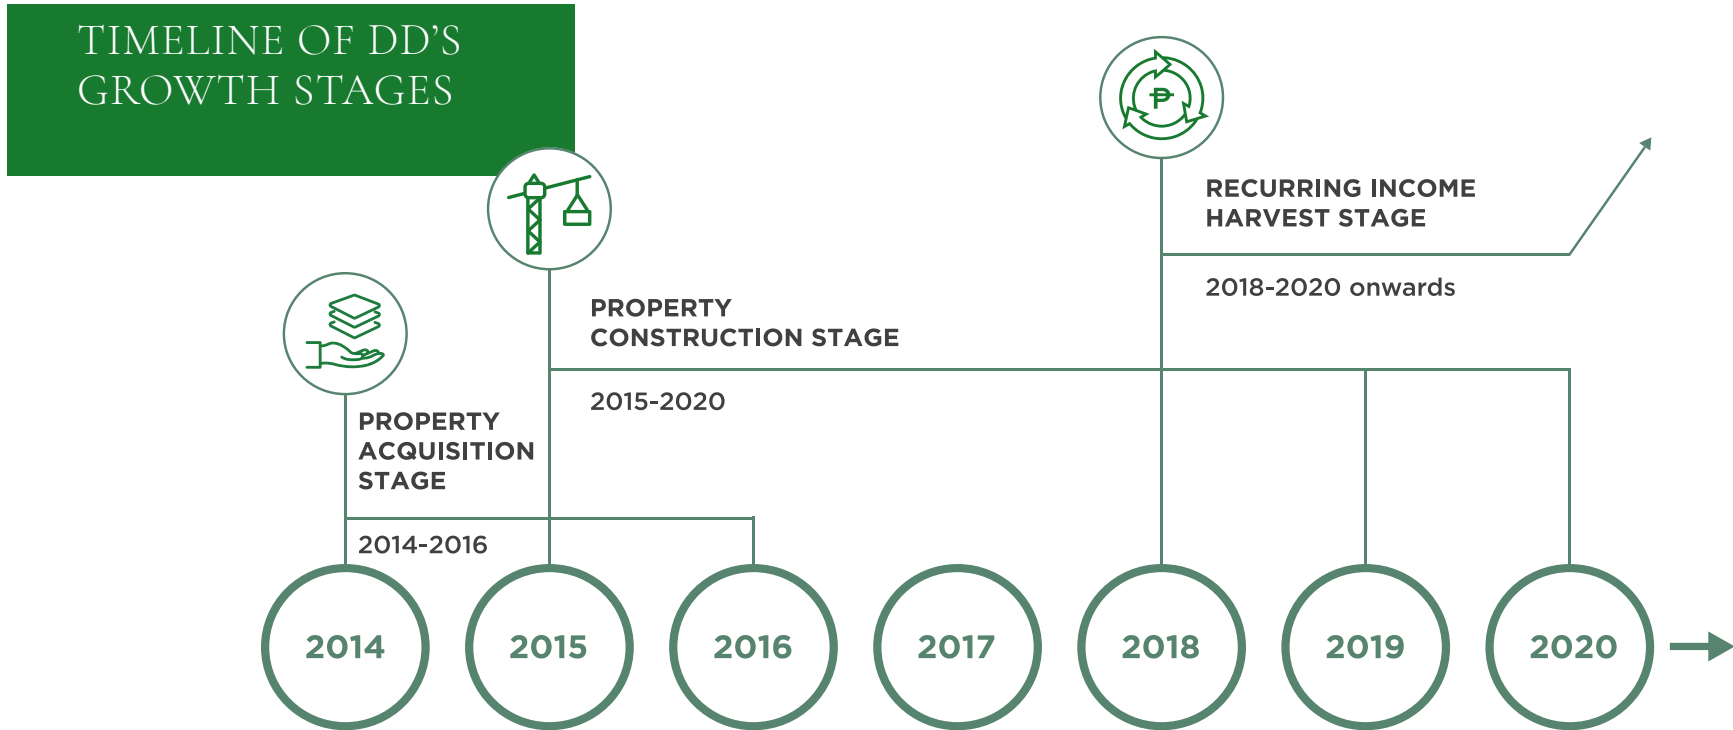 TIMELINE OF DD’S
GROWTH STAGES
₱
RECURRING INCOME
HARVEST STAGE
2018-2020 onwards
PROPERTY
CONSTRUCTION STAGE
2015-2020
PROPERTY
ACQUISITION
STAGE
2014-2016
2014
2015
2016
2017
2018
2019
2020